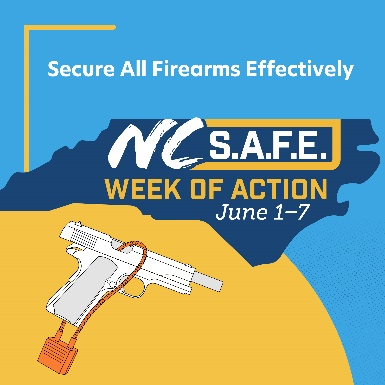 Secure All Firearms Effectively
NC S.A.F.E.
WEEK OF ACTION
June 1–7